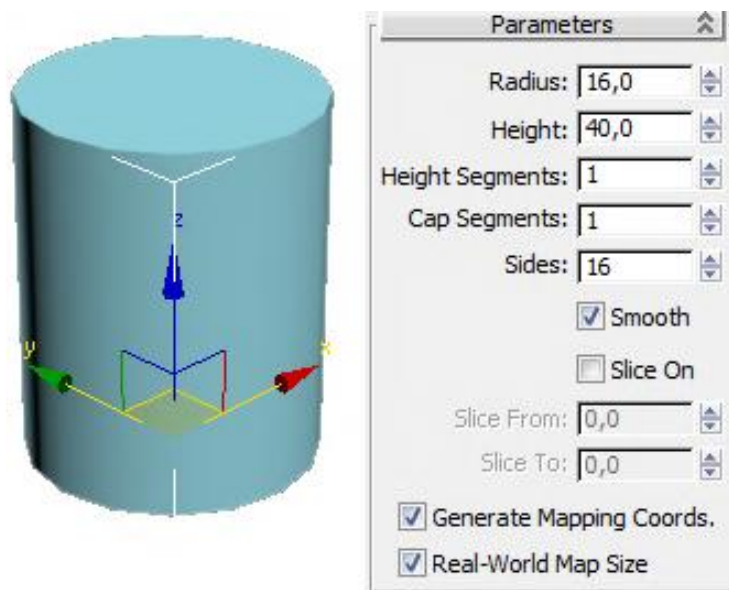 Parameters
Radius: 16,0
Height: 40,0
Height Segments: 1
Cap Segments: 1
Sides: 16
Smooth
Slice On
Slice From: 0,0
Slice To: 0,0
Generate Mapping Coords.
Real-World Map Size
z
y
x